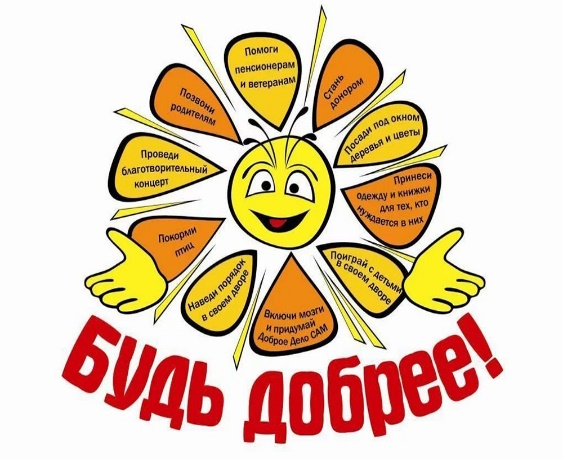 Помоги
пенсионерам
и ветеранам
Стань
донором
Посади под окном
деревья и цветы
Принеси
одежду и книжки
для тех, кто
нуждается в них
Поиграй с детьми
в своем дворе
Включи мозги
и придумай
Доброе Дело САМ
Наведи порядок
в своем дворе
Покорми
птиц
Проведи
благотворительный
концерт
Позвони
родителям
Будь добрее!